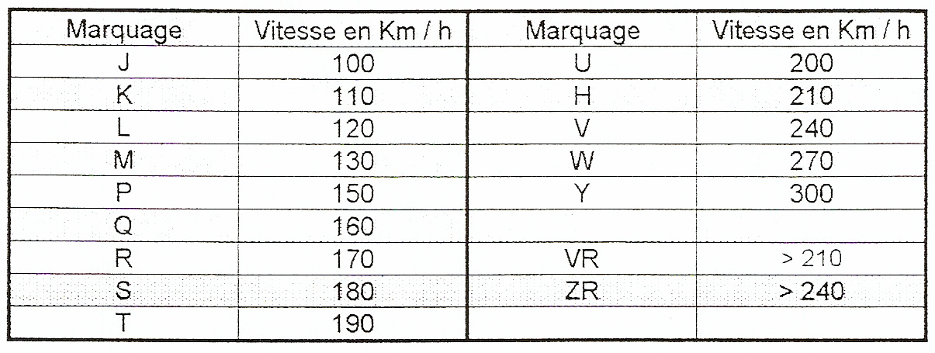 Marquage Vitesse en Km / h Marquage Vitesse en Km / h
J 100 U 200
K 110 H 210
L 120 V 240
M 130 W 270
P 150 Y 300
Q 160
R 170 VR > 210
S 180 ZR > 240
T 190